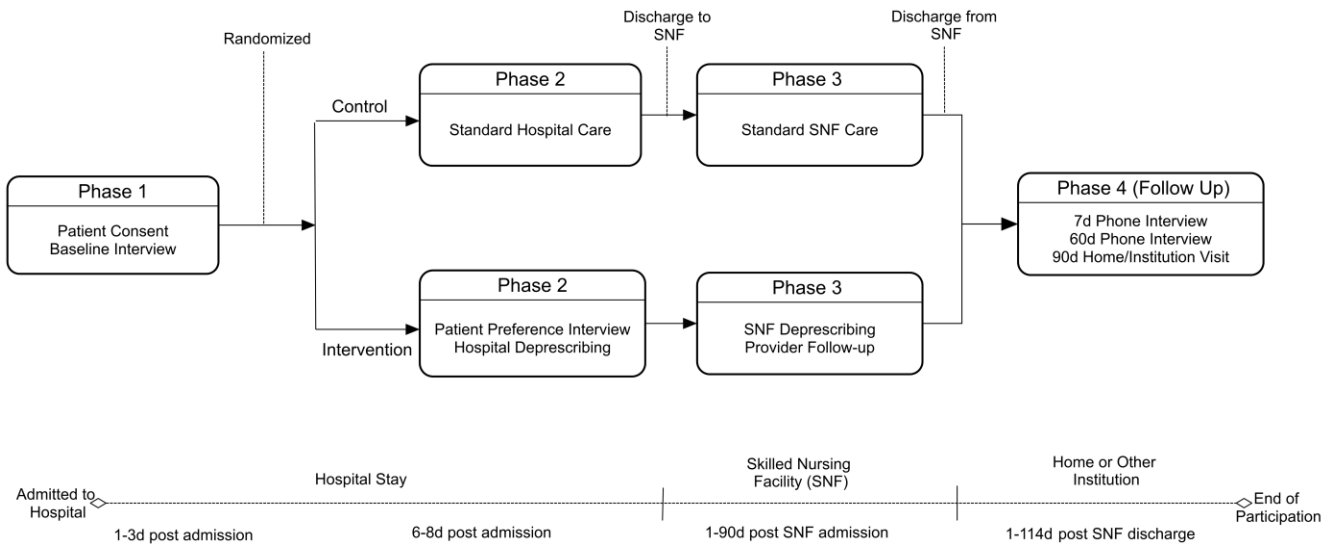 Randomized
Discharge to
SNF
Discharge from
SNF
Control
Phase 2
Standard Hospital Care
Phase 3
Standard SNF Care
Phase 1
Patient Consent
Baseline Interview
Phase 4 (Follow Up)
7d Phone Interview
60d Phone Interview
90d Home/Institution Visit
Intervention
Phase 2
Patient Preference Interview
Hospital Deprescribing
Phase 3
SNF Deprescribing
Provider Follow-up
Admitted to
Hospital
Hospital Stay
Skilled Nursing
Facility (SNF)
Home or Other
Institution
End of
Participation
1-3d post admission
6-8d post admission
1-90d post SNF admission
1-114d post SNF discharge